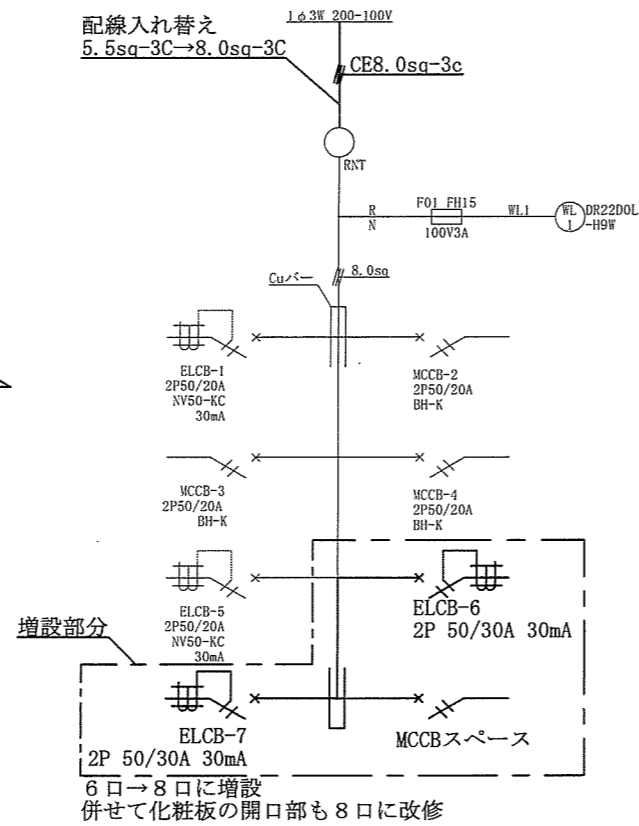 1φ3W 200-100V
配線入れ替え
5.5sq-3C→8.0sq-3C
CE8.0sq-3c
RNT
R
N
F01 FH15
100V3A
WL1
WL
1
DR22D0L
-H9W
8.0sq
Cuバー
ELCB-1
2P50/20A
NV50-KC
30mA
MCCB-2
2P50/20A
BH-K
MCCB-3
2P50/20A
BH-K
MCCB-4
2P50/20A
BH-K
ELCB-5
2P50/20A
NV50-KC
30mA
ELCB-6
2P 50/30A 30mA
増設部分
ELCB-7
2P 50/30A 30mA
MCCBスペース
6口→8口に増設
併せて化粧板の開口部も8口に改修